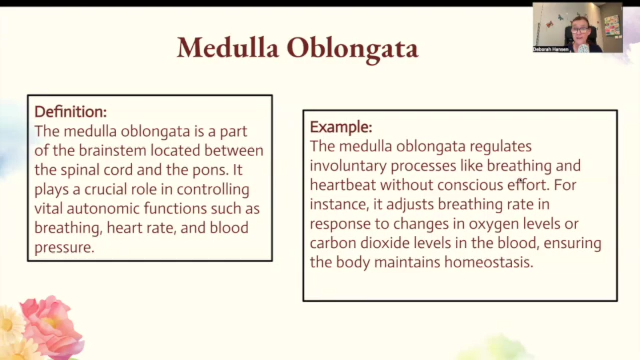 Medulla Oblongata
Deborah Hansen
Definition:
The medulla oblongata is a part
of the brainstem located between
the spinal cord and the pons. It
plays a crucial role in controlling
vital autonomic functions such as
breathing, heart rate, and blood
pressure.
Example:
The medulla oblongata regulates
involuntary processes like breathing and
heartbeat without conscious effort. For
instance, it adjusts breathing rate in
response to changes in oxygen levels or
carbon dioxide levels in the blood, ensuring
the body maintains homeostasis.